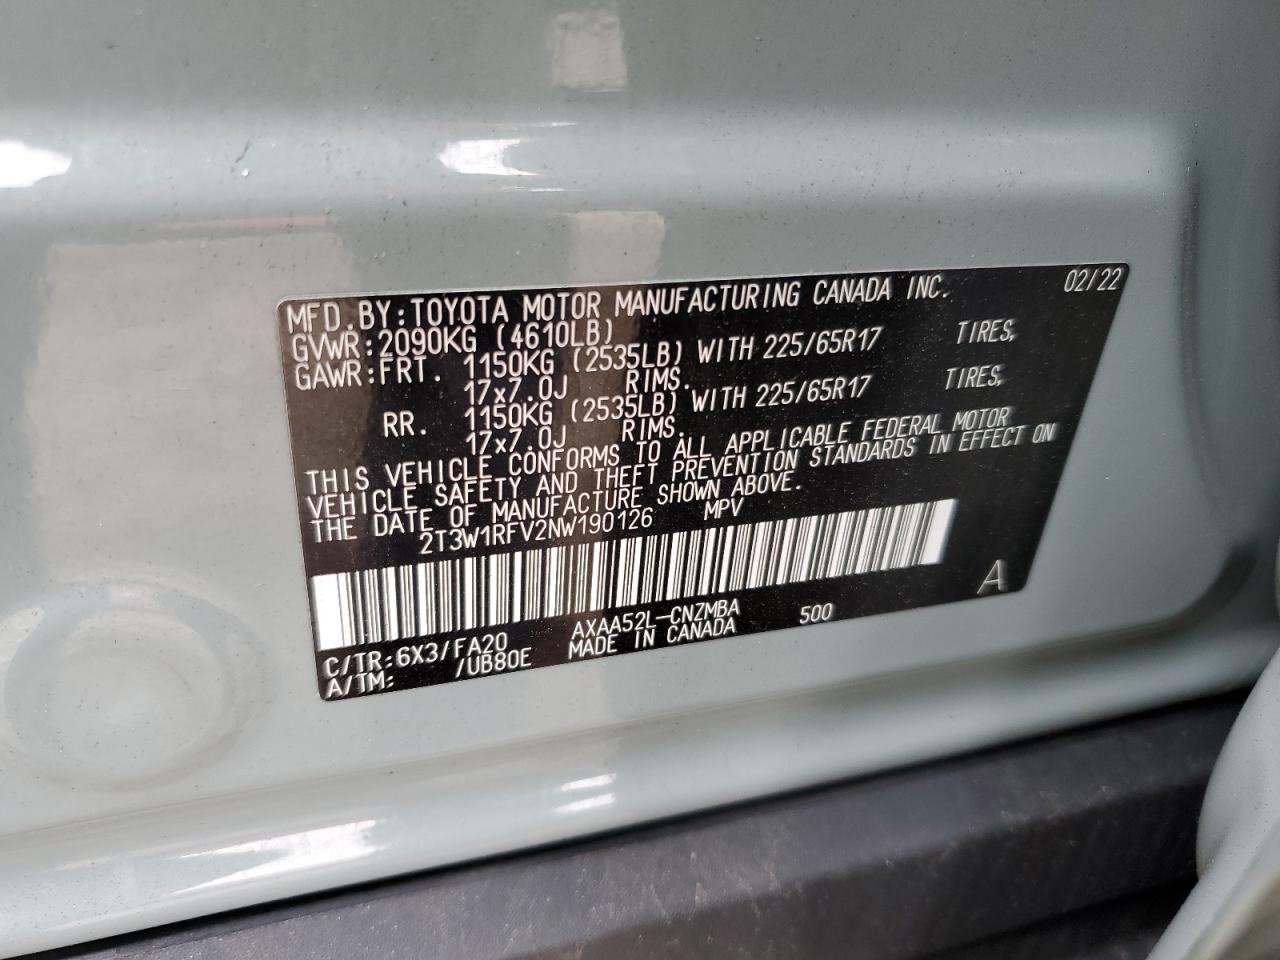 MFD.BY:TOYOTA MOTOR MANUFACTURING CANADA INC. 02/22
GVWR:2090KG (4610LB)
GAWR:FRT. 1150KG (2535LB) WITH 225/65R17 TIRES,
17x7.0J RIMS.
RR. 1150KG (2535LB) WITH 225/65R17 TIRES,
17x7.0J RIMS.
THIS VEHICLE CONFORMS TO ALL APPLICABLE FEDERAL MOTOR
VEHICLE SAFETY AND THEFT PREVENTION STANDARDS IN EFFECT ON
THE DATE OF MANUFACTURE SHOWN ABOVE.
2T3W1RFV2NW190126 MPV
A
C/TR:6X3/FA20 AXAA52L-CNZMBA 500
A/TM: /UB80E MADE IN CANADA